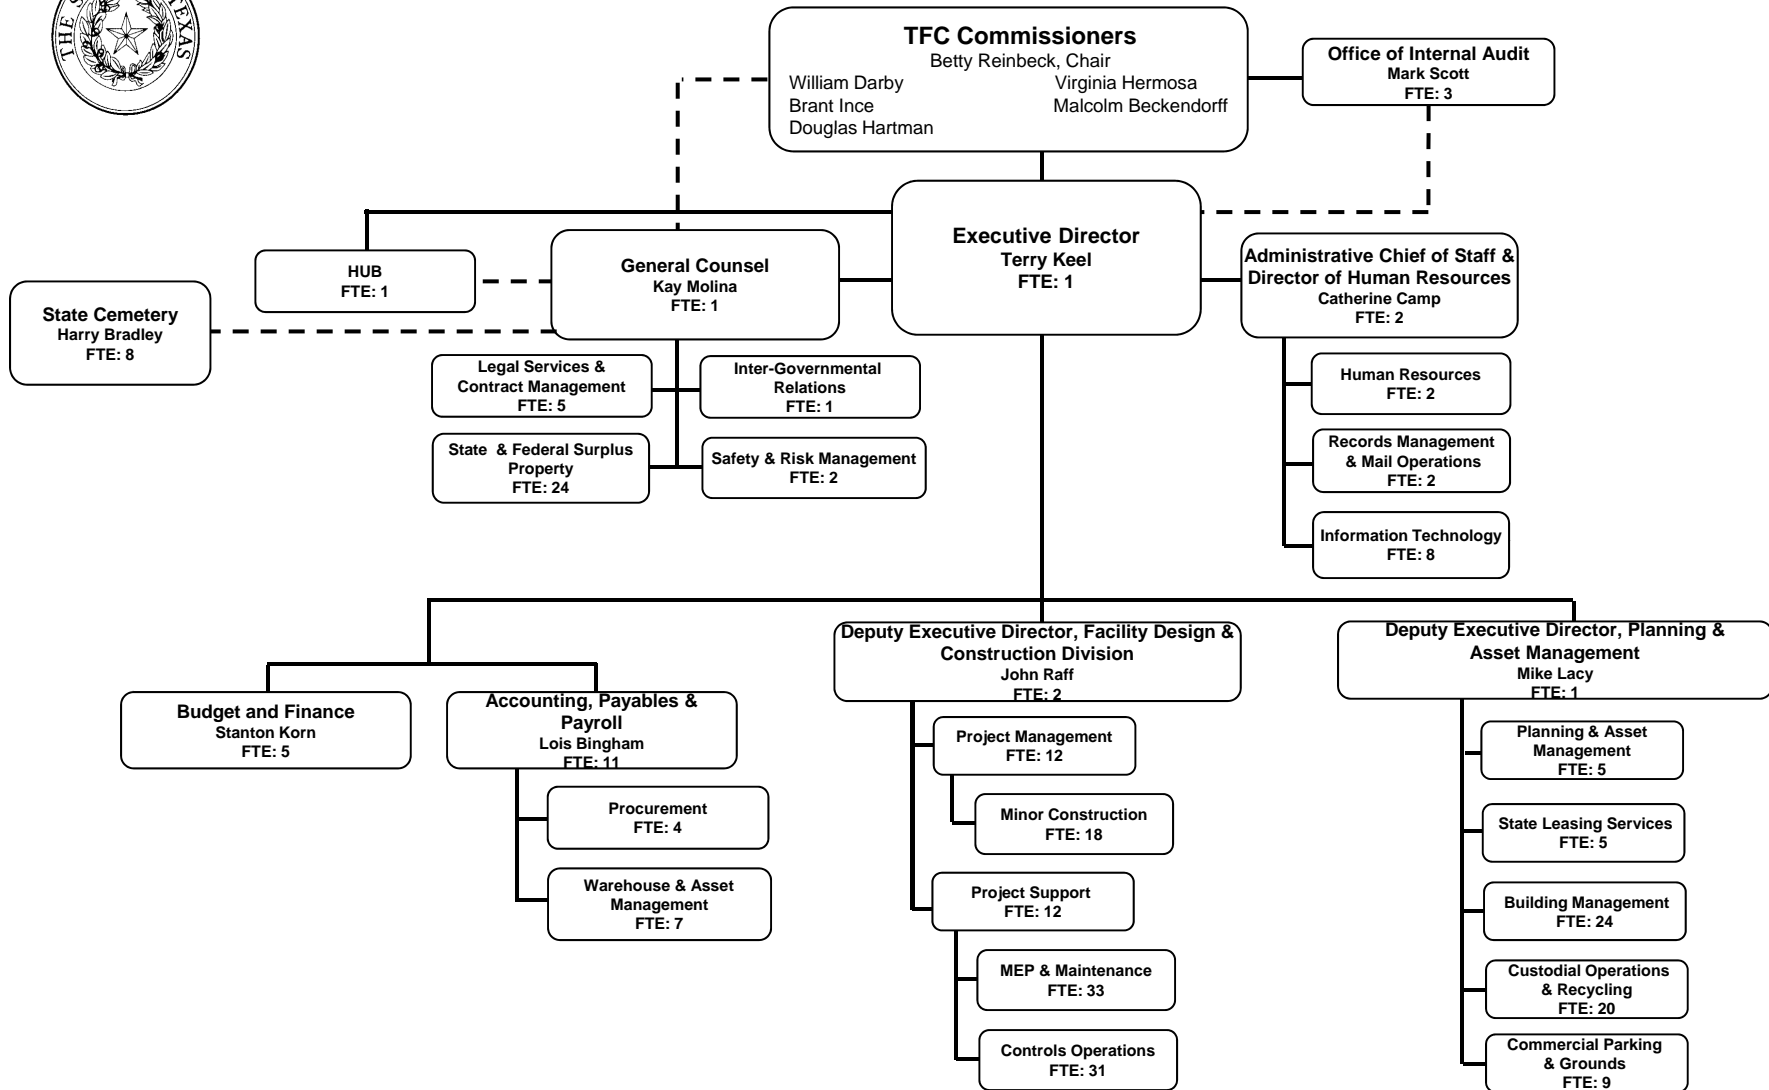 THE S
TEXAS
TFC Commissioners
Betty Reinbeck, Chair
William Darby
Virginia Hermosa
Brant Ince
Malcolm Beckendorff
Douglas Hartman
Office of Internal Audit
Mark Scott
FTE: 3
Executive Director
Terry Keel
FTE: 1
HUB
FTE: 1
General Counsel
Kay Molina
FTE: 1
Administrative Chief of Staff &
Director of Human Resources
Catherine Camp
FTE: 2
State Cemetery
Harry Bradley
FTE: 8
Legal Services &
Contract Management
FTE: 5
Inter-Governmental
Relations
FTE: 1
State & Federal Surplus
Property
FTE: 24
Safety & Risk Management
FTE: 2
Human Resources
FTE: 2
Records Management
& Mail Operations
FTE: 2
Information Technology
FTE: 8
Budget and Finance
Stanton Korn
FTE: 5
Accounting, Payables &
Payroll
Lois Bingham
FTE: 11
Procurement
FTE: 4
Warehouse & Asset
Management
FTE: 7
Deputy Executive Director, Facility Design &
Construction Division
John Raff
FTE: 2
Project Management
FTE: 12
Minor Construction
FTE: 18
Project Support
FTE: 12
MEP & Maintenance
FTE: 33
Controls Operations
FTE: 31
Deputy Executive Director, Planning &
Asset Management
Mike Lacy
FTE: 1
Planning & Asset
Management
FTE: 5
State Leasing Services
FTE: 5
Building Management
FTE: 24
Custodial Operations
& Recycling
FTE: 20
Commercial Parking
& Grounds
FTE: 9